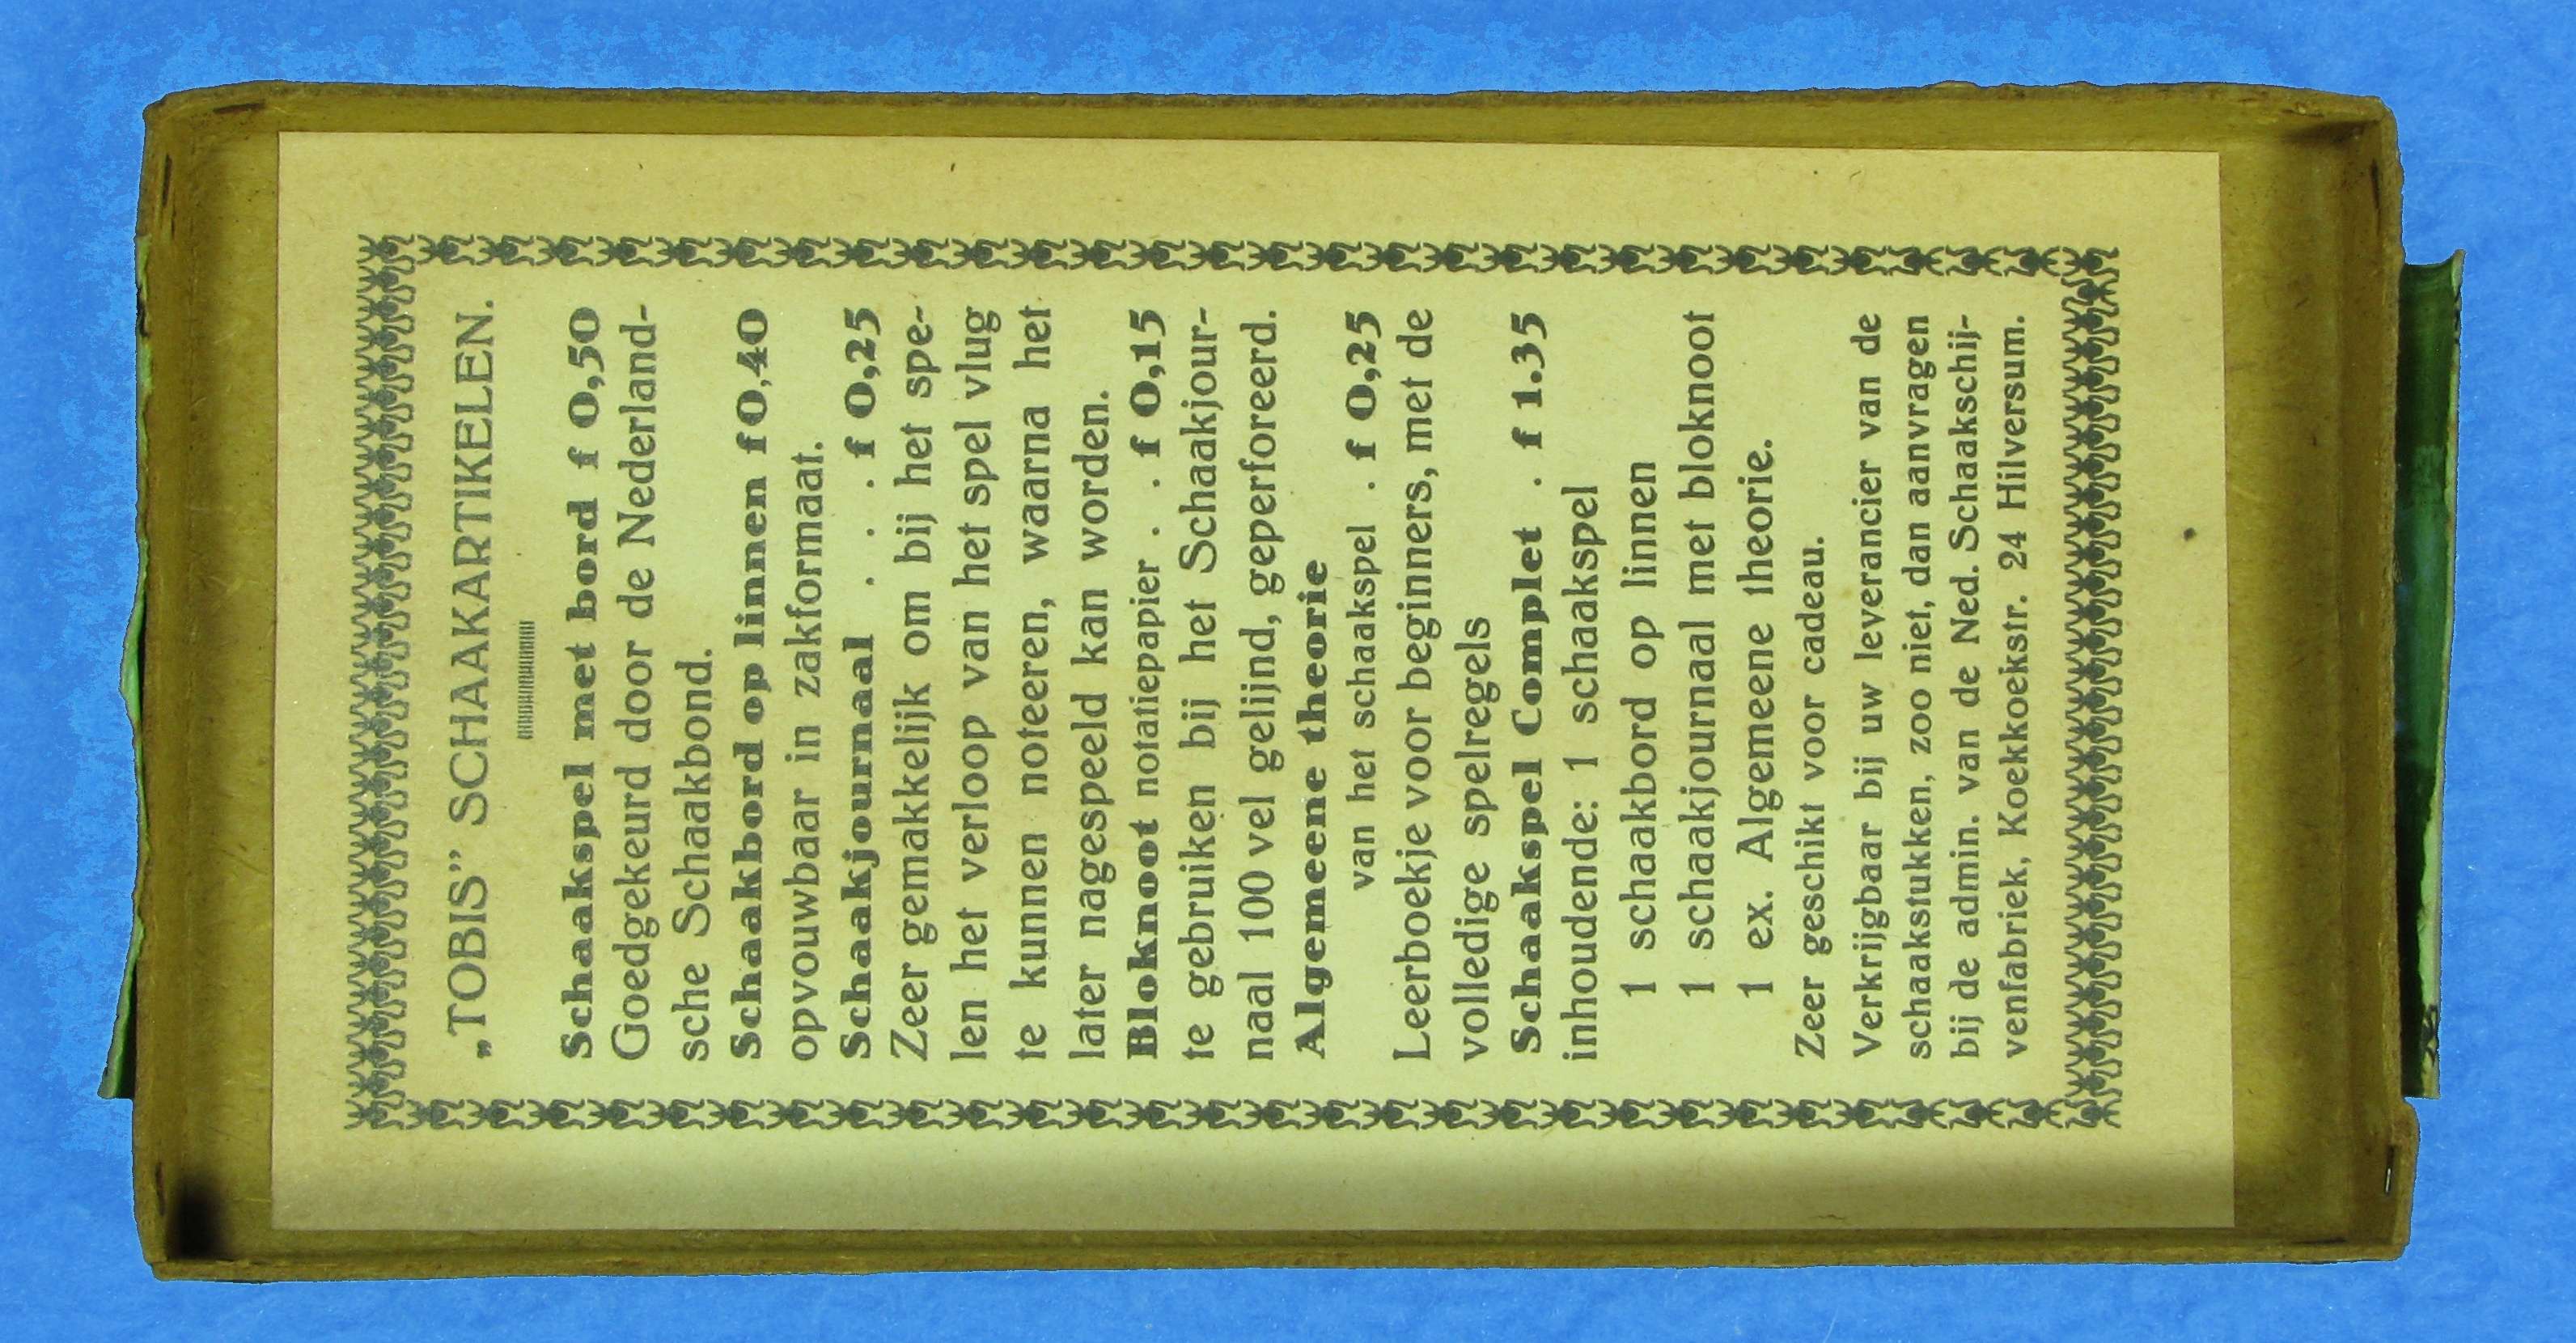 „TOBIS” SCHAAKARTIKELEN.
Schaakspel met bord f 0,50
Goedgekeurd door de Nederland-
sche Schaakbond.
Schaakbord op linnen f 0,40
opvouwbaar in zakformaat.
Schaakjournaal . . . f 0,25
Zeer gemakkelijk om bij het spe-
len het verloop van het spel vlug
te kunnen noteeren, waarna het
later nagespeeld kan worden.
Bloknoot notatiepapier . . f 0,15
te gebruiken bij het Schaakjour-
naal 100 vel gelijnd, geperforeerd.
Algemeene theorie
van het schaakspel . f 0,25
Leerboekje voor beginners, met de
volledige spelregels
Schaakspel Complet . f 1.35
inhoudende: 1 schaakspel
1 schaakbord op linnen
1 schaakjournaal met bloknoot
1 ex. Algemeene theorie.
Zeer geschikt voor cadeau.
Verkrijgbaar bij uw leverancier van de
schaakstukken, zoo niet, dan aanvragen
bij de admin. van de Ned. Schaakschij-
venfabriek, Koekkoekstr. 24 Hilversum.